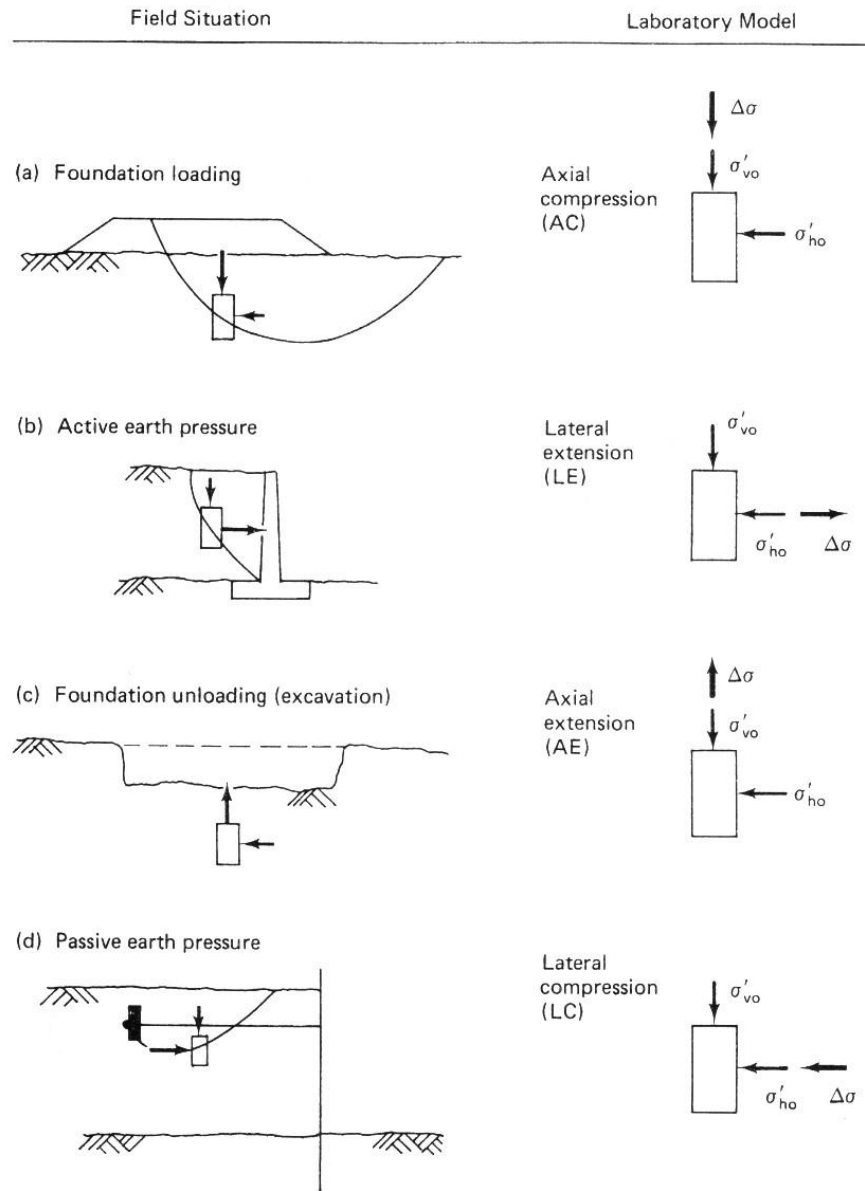 Field Situation
Laboratory Model
(a) Foundation loading
Axial
compression
(AC)
Δσ
σ′vo
σ′ho
(b) Active earth pressure
Lateral
extension
(LE)
σ′vo
σ′ho
Δσ
(c) Foundation unloading (excavation)
Axial
extension
(AE)
Δσ
σ′vo
σ′ho
(d) Passive earth pressure
Lateral
compression
(LC)
σ′vo
σ′ho
Δσ